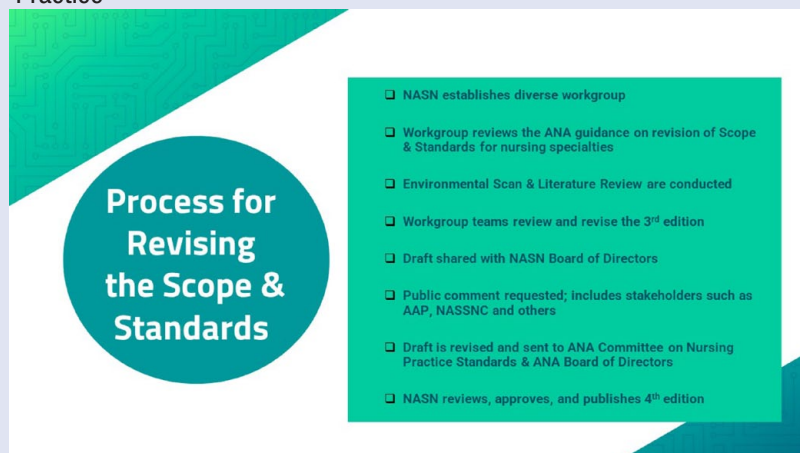 Practice
Process for
Revising
the Scope &
Standards
❑ NASN establishes diverse workgroup
❑ Workgroup reviews the ANA guidance on revision of Scope
& Standards for nursing specialties
❑ Environmental Scan & Literature Review are conducted
❑ Workgroup teams review and revise the 3rd edition
❑ Draft shared with NASN Board of Directors
❑ Public comment requested; includes stakeholders such as
AAP, NASSNC and others
❑ Draft is revised and sent to ANA Committee on Nursing
Practice Standards & ANA Board of Directors
❑ NASN reviews, approves, and publishes 4th edition